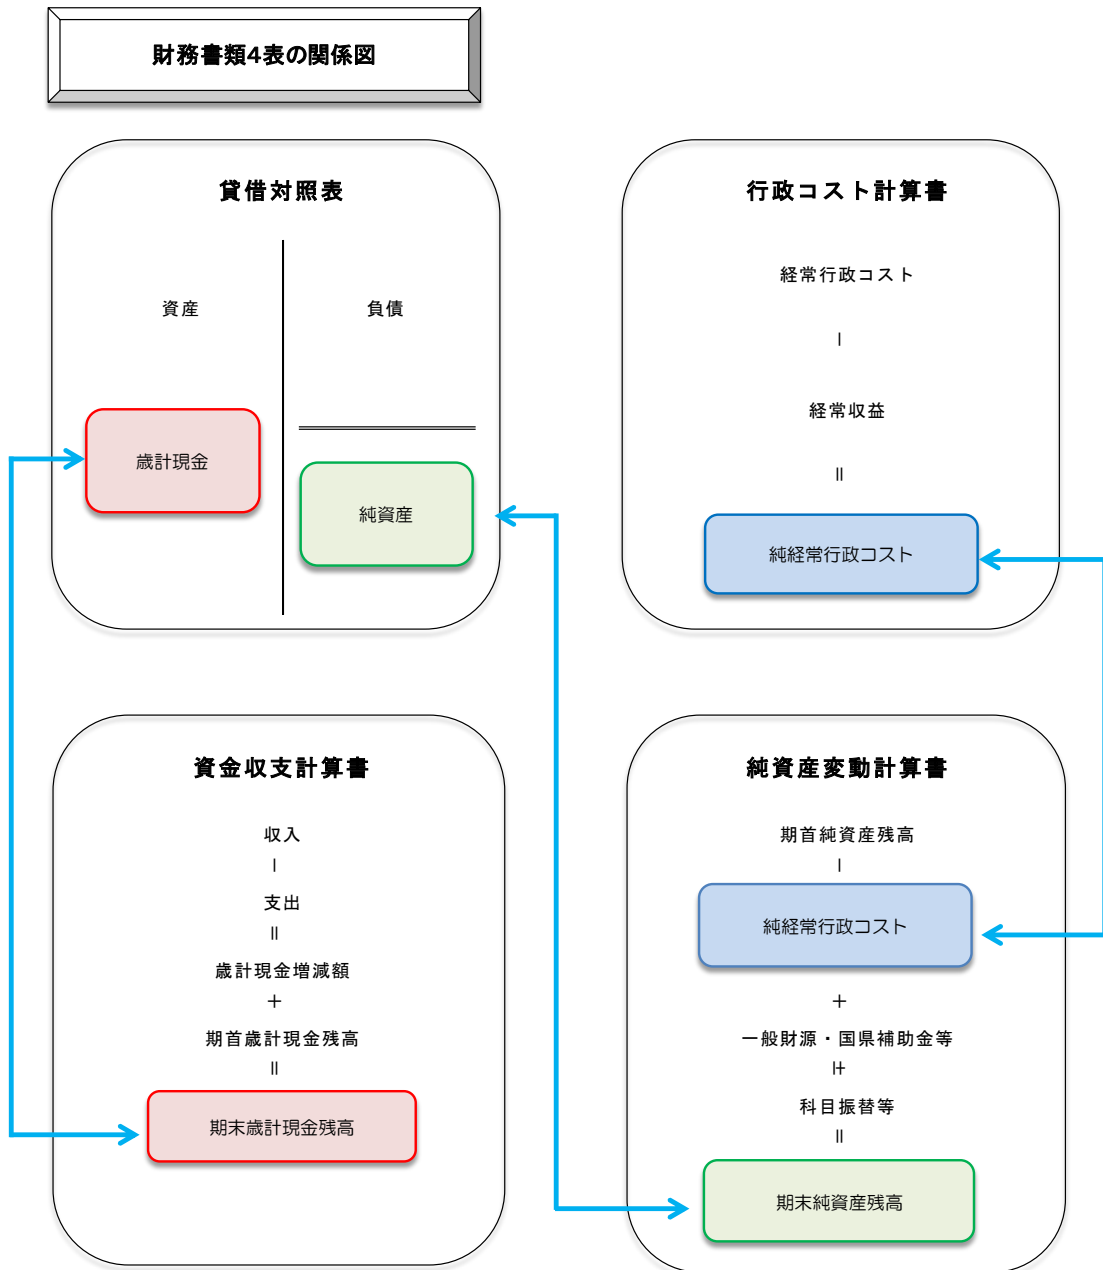 財務書類4表の関係図
貸借対照表
資産
負債
歳計現金
純資産
行政コスト計算書
経常行政コスト
－
経常収益
＝
純経常行政コスト
資金収支計算書
収入
－
支出
＝
歳計現金増減額
＋
期首歳計現金残高
＝
期末歳計現金残高
純資産変動計算書
期首純資産残高
－
純経常行政コスト
＋
一般財源・国県補助金等
±
科目振替等
＝
期末純資産残高